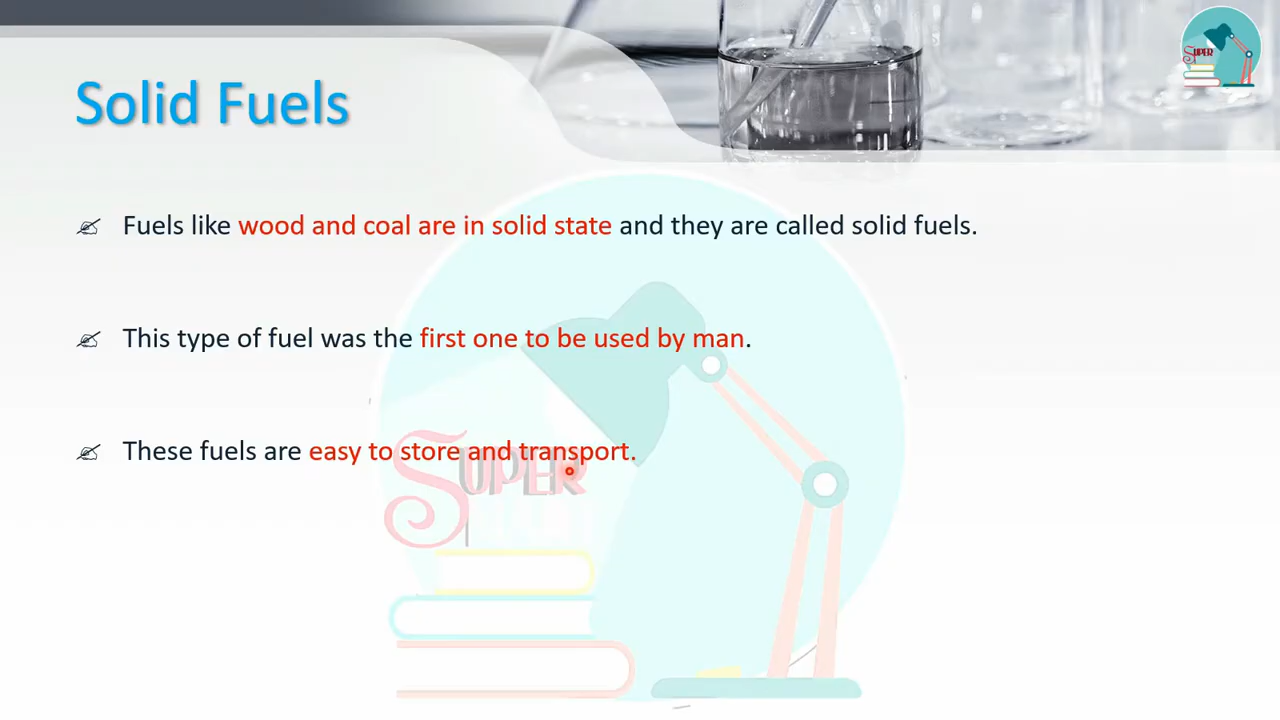 SUPER
Solid Fuels
Fuels like wood and coal are in solid state and they are called solid fuels.
This type of fuel was the first one to be used by man.
These fuels are easy to store and transport.
SUPER